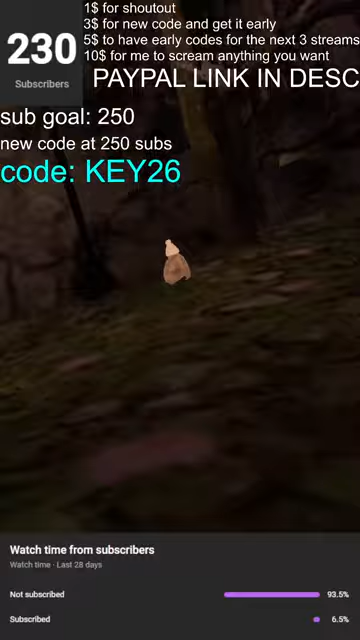 230
Subscribers
1$ for shoutout
3$ for new code and get it early
5$ to have early codes for the next 3 streams
10$ for me to scream anything you want
PAYPAL LINK IN DESC
sub goal: 250
new code at 250 subs
code: KEY26
Watch time from subscribers
Watch time · Last 28 days
Not subscribed 93.5%
Subscribed 6.5%